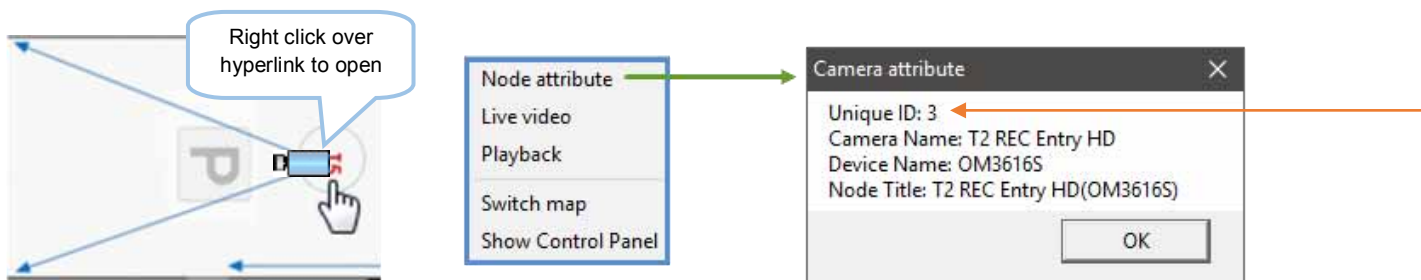 Right click over
hyperlink to open
P
Node attribute
Live video
Playback
Switch map
Show Control Panel
Camera attribute
Unique ID: 3
Camera Name: T2 REC Entry HD
Device Name: OM3616S
Node Title: T2 REC Entry HD(OM3616S)
OK